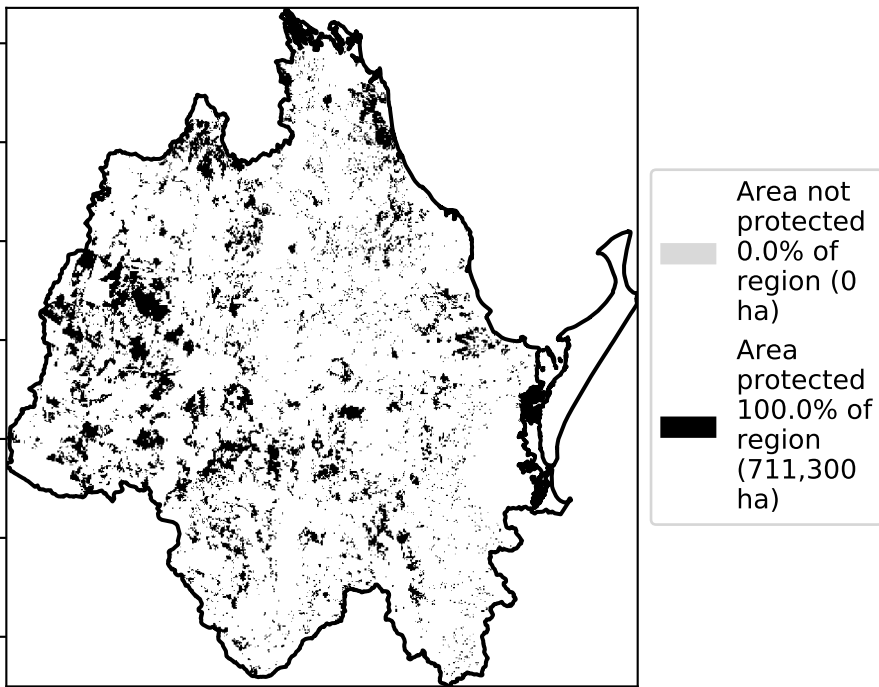 Area not
protected
0.0% of
region (0
ha)
Area
protected
100.0% of
region
(711,300
ha)